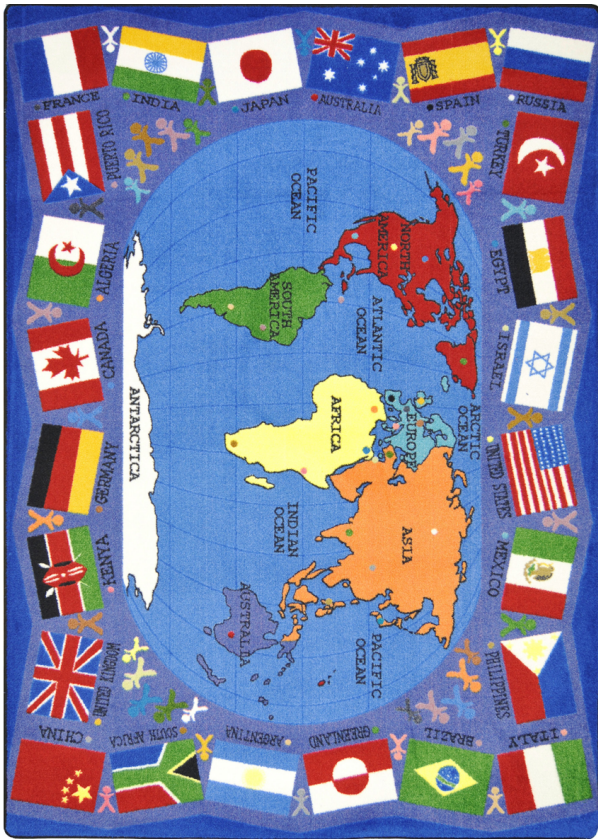 FRANCE
INDIA
JAPAN
AUSTRALIA
SPAIN
RUSSIA
TURKEY
EGYPT
ISRAEL
UNITED STATES
MEXICO
PHILIPPINES
ITALY
BRAZIL
GREENLAND
ARGENTINA
SOUTH AFRICA
CHINA
UNITED KINGDOM
KENYA
GERMANY
CANADA
ALGERIA
PUERTO RICO
PACIFIC
OCEAN
NORTH
AMERICA
SOUTH
AMERICA
ATLANTIC
OCEAN
ARCTIC
OCEAN
EUROPE
AFRICA
ANTARCTICA
ASIA
INDIAN
OCEAN
AUSTRALIA
PACIFIC
OCEAN